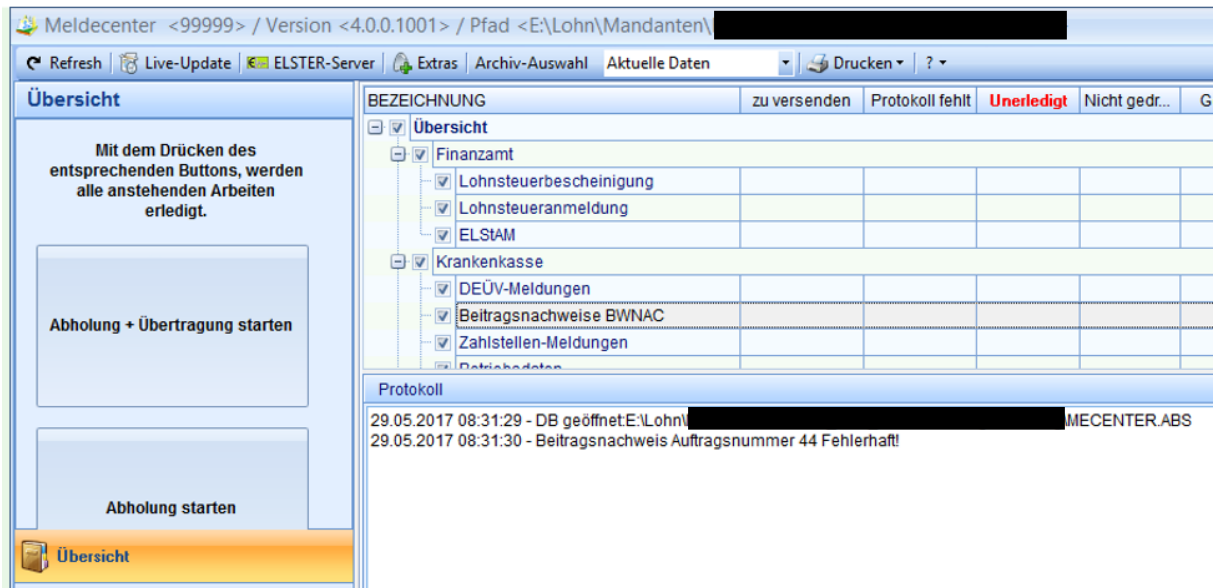 Meldecenter <99999> / Version <4.0.0.1001> / Pfad <E:\Lohn\Mandanten\
Refresh Live-Update ELSTER-Server Extras Archiv-Auswahl Aktuelle Daten Drucken ?
Übersicht
Mit dem Drücken des
entsprechenden Buttons, werden
alle anstehenden Arbeiten
erledigt.
Abholung + Übertragung starten
Abholung starten
Übersicht
BEZEICHNUNG zu versenden Protokoll fehlt Unerledigt Nicht gedr... G
Übersicht
Finanzamt
Lohnsteuerbescheinigung
Lohnsteueranmeldung
ELStAM
Krankenkasse
DEÜV-Meldungen
Beitragsnachweise BWNAC
Zahlstellen-Meldungen
Betriebsdaten
Protokoll
29.05.2017 08:31:29 - DB geöffnet:E:\Lohn\ \MECENTER.ABS
29.05.2017 08:31:30 - Beitragsnachweis Auftragsnummer 44 Fehlerhaft!